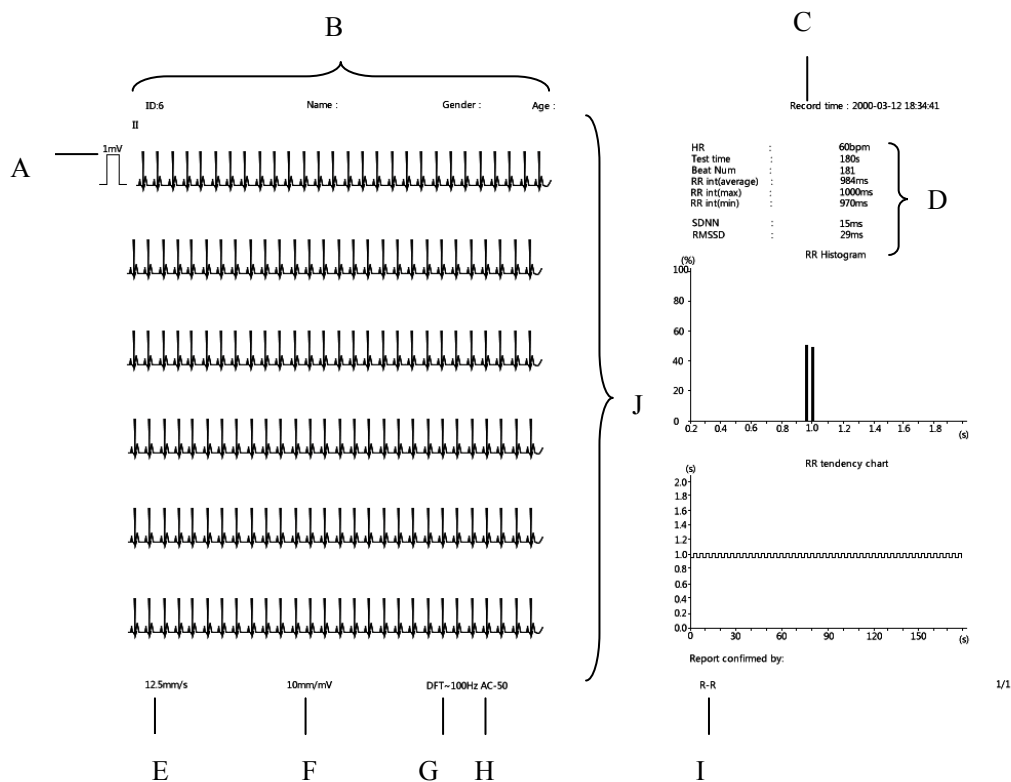 B
C
ID:6 Name : Gender : Age :
Record time : 2000-03-12 18:34:41
II
A
1mV
HR : 60bpm
Test time : 180s
Beat Num : 181
RR int(average) : 984ms
RR int(max) : 1000ms
RR int(min) : 970ms
SDNN : 15ms
RMSSD : 29ms
D
RR Histogram
(%)
100
80
60
40
20
0
0.2 0.4 0.6 0.8 1.0 1.2 1.4 1.6 1.8 (s)
J
RR tendency chart
(s)
2.0
1.8
1.6
1.4
1.2
1.0
0.8
0.6
0.4
0.2
0.0
0 30 60 90 120 150 (s)
Report confirmed by:
12.5mm/s 10mm/mV DFT~100Hz AC-50 R-R 1/1
E F G H I